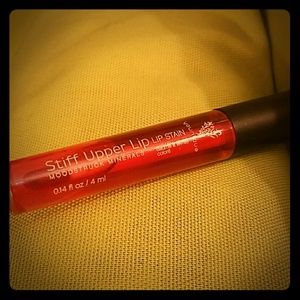 Stiff Upper Lip LIP STAIN
MOODSTRUCK MINERALS
0.14 fl oz / 4 ml